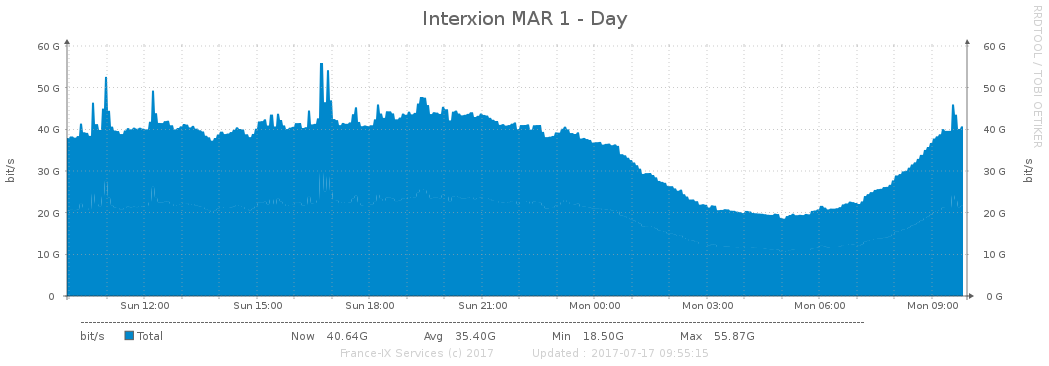 Interxion MAR 1 - Day
RRDTOOL / TOBI OETIKER
60 G 60 G
50 G 50 G
40 G 40 G
30 G 30 G
20 G 20 G
10 G 10 G
0 0 G
bit/s
bit/s
Sun 12:00 Sun 15:00 Sun 18:00 Sun 21:00 Mon 00:00 Mon 03:00 Mon 06:00 Mon 09:00
bit/s Total Now 40.64G Avg 35.40G Min 18.50G Max 55.87G
France-IX Services (c) 2017 Updated : 2017-07-17 09:55:15